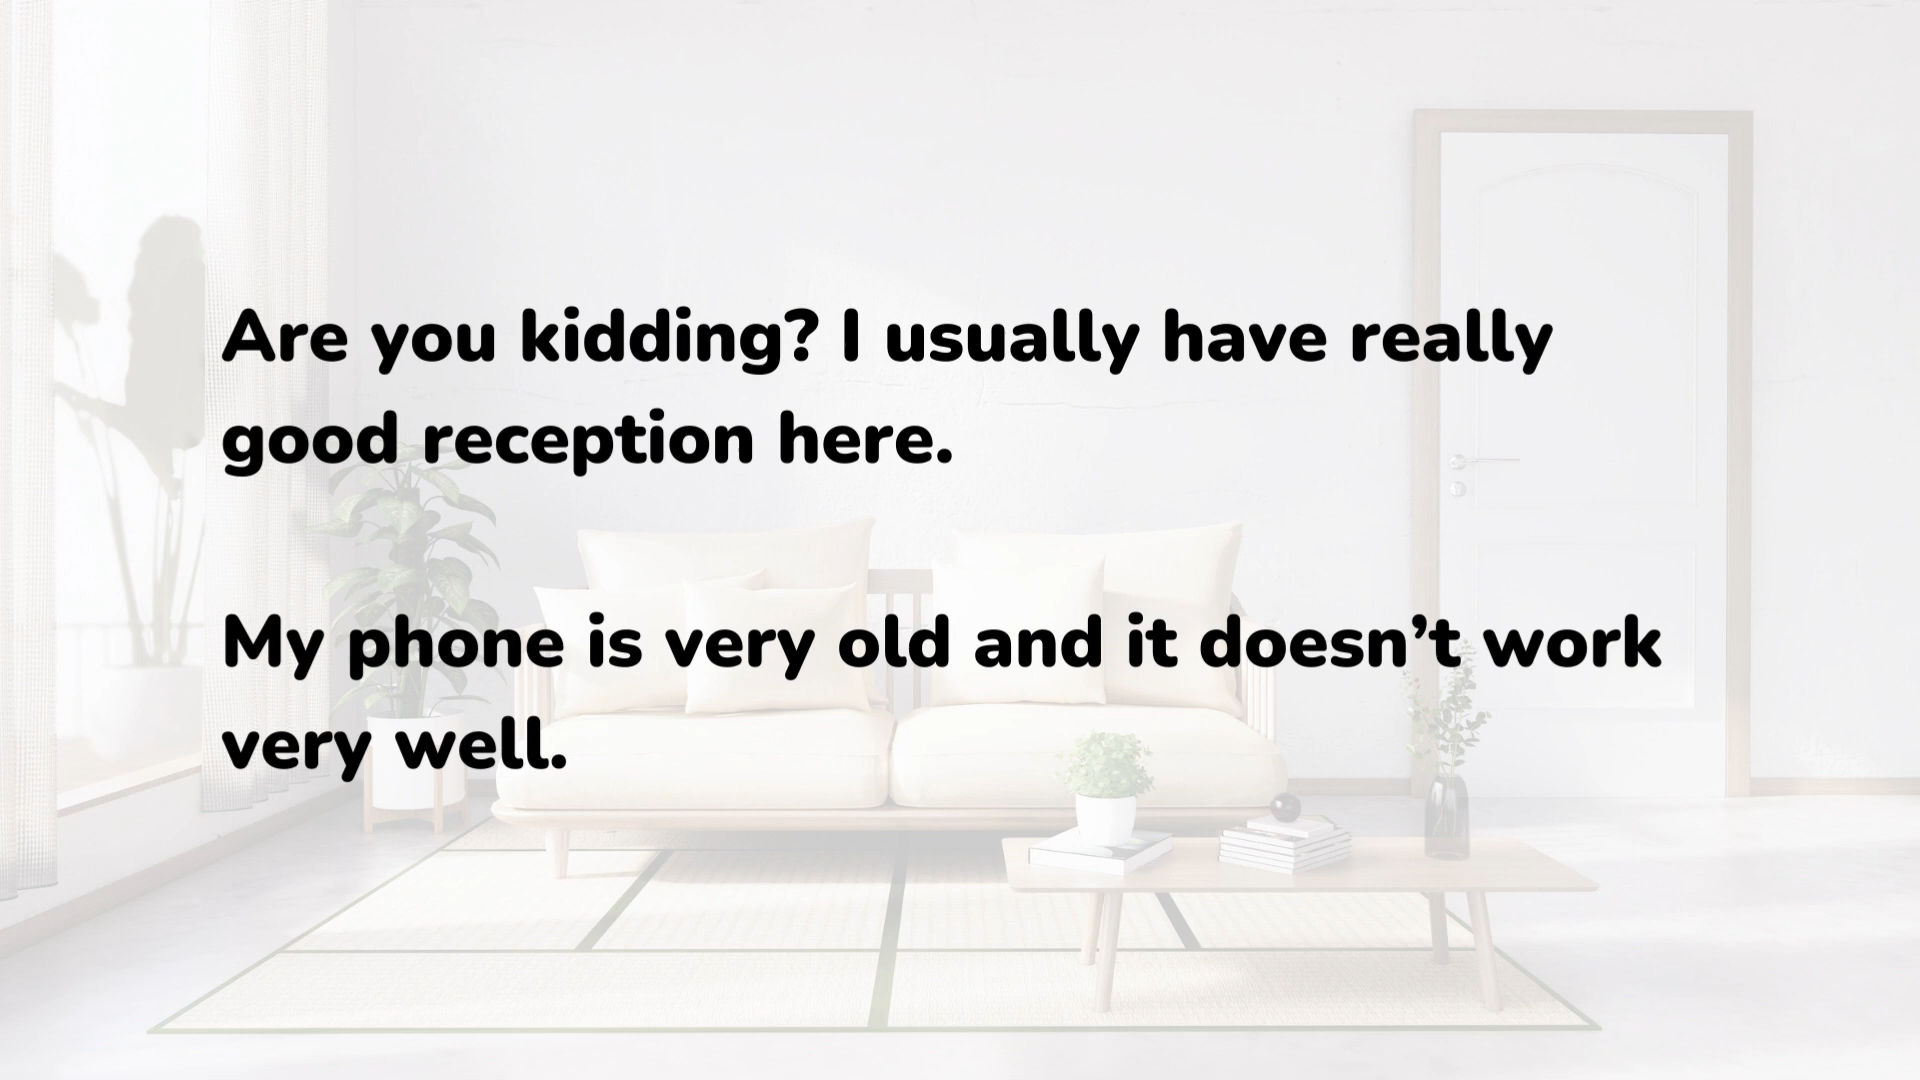 Are you kidding? I usually have really
good reception here.
My phone is very old and it doesn’t work
very well.